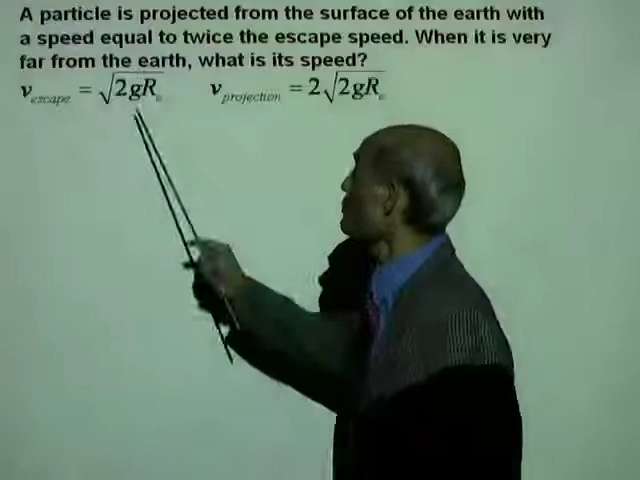 A particle is projected from the surface of the earth with
a speed equal to twice the escape speed. When it is very
far from the earth, what is its speed?
v_escape = √2gR_e    v_projection = 2√2gR_e